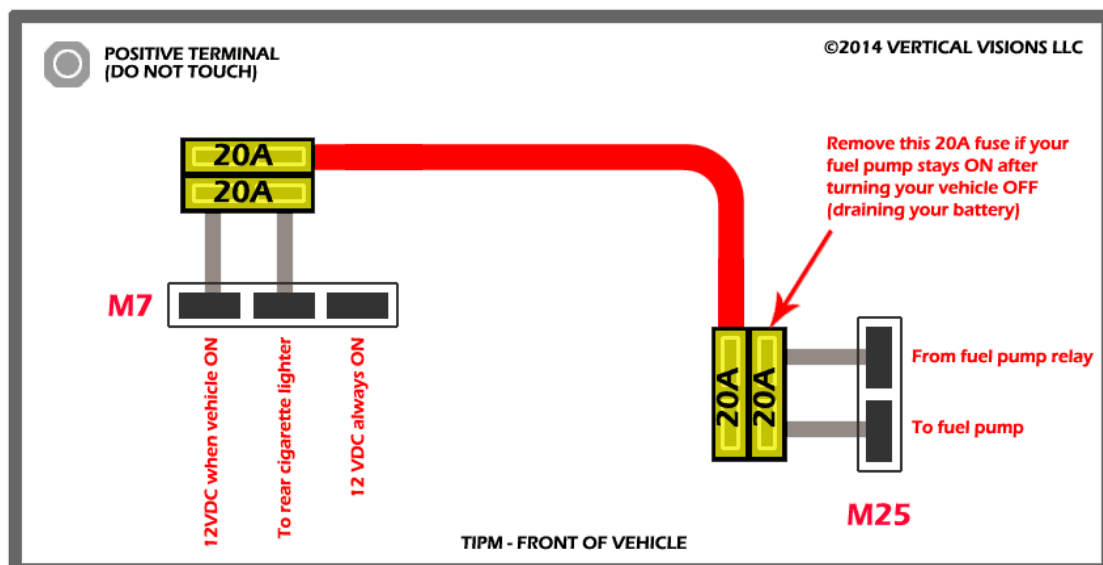 POSITIVE TERMINAL
(DO NOT TOUCH)
©2014 VERTICAL VISIONS LLC
20A
20A
Remove this 20A fuse if your
fuel pump stays ON after
turning your vehicle OFF
(draining your battery)
M7
12VDC when vehicle ON
To rear cigarette lighter
12 VDC always ON
20A
20A
From fuel pump relay
To fuel pump
M25
TIPM - FRONT OF VEHICLE